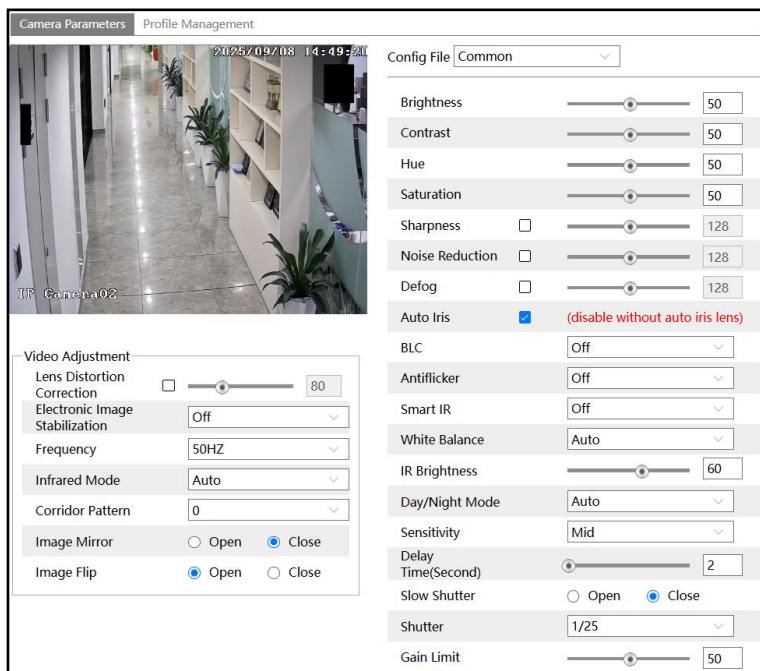 Camera Parameters Profile Management
2025/09/08 14:49:20
IP Camera02
Video Adjustment
Lens Distortion
Correction 80
Electronic Image
Stabilization Off
Frequency 50HZ
Infrared Mode Auto
Corridor Pattern 0
Image Mirror Open Close
Image Flip Open Close
Config File Common
Brightness 50
Contrast 50
Hue 50
Saturation 50
Sharpness 128
Noise Reduction 128
Defog 128
Auto Iris (disable without auto iris lens)
BLC Off
Antiflicker Off
Smart IR Off
White Balance Auto
IR Brightness 60
Day/Night Mode Auto
Sensitivity Mid
Delay
Time(Second) 2
Slow Shutter Open Close
Shutter 1/25
Gain Limit 50